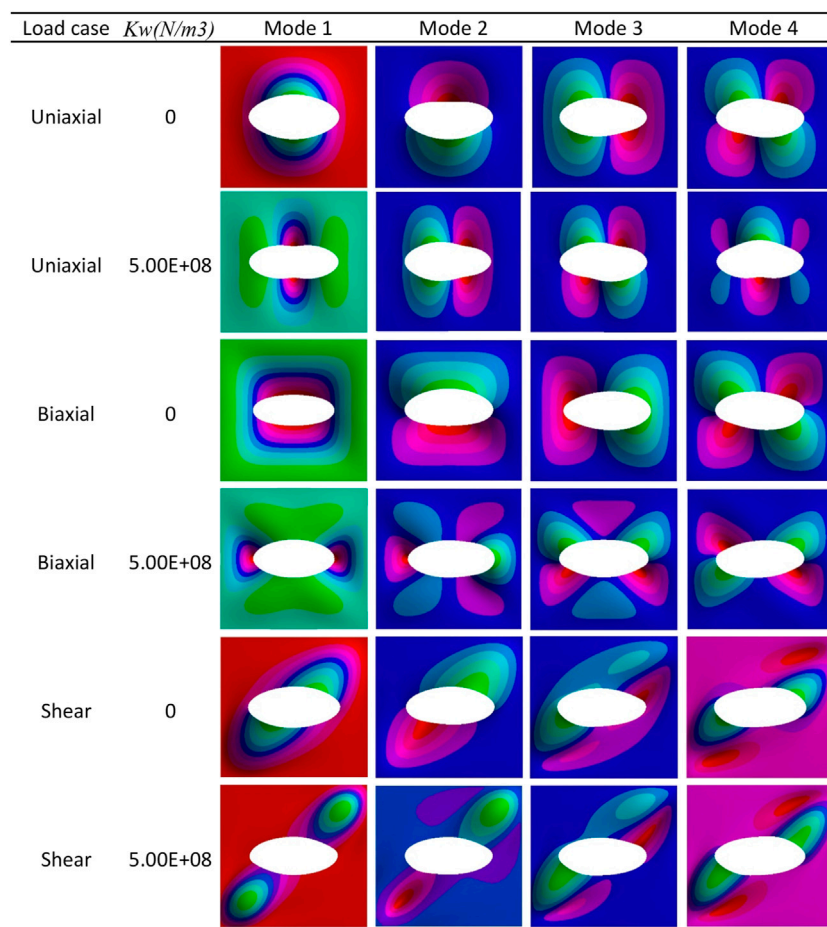 Load case Kw(N/m3) Mode 1 Mode 2 Mode 3 Mode 4
Uniaxial 0
Uniaxial 5.00E+08
Biaxial 0
Biaxial 5.00E+08
Shear 0
Shear 5.00E+08